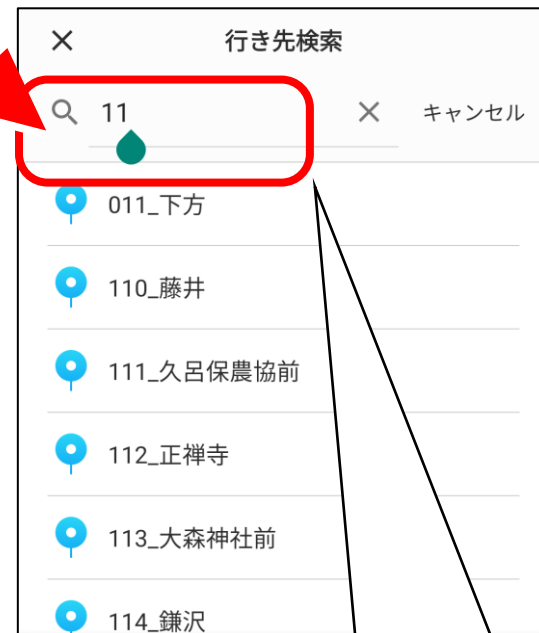 行き先検索
11 キャンセル
011_下方
110_藤井
111_久呂保農協前
112_正禅寺
113_大森神社前
114_鎌沢